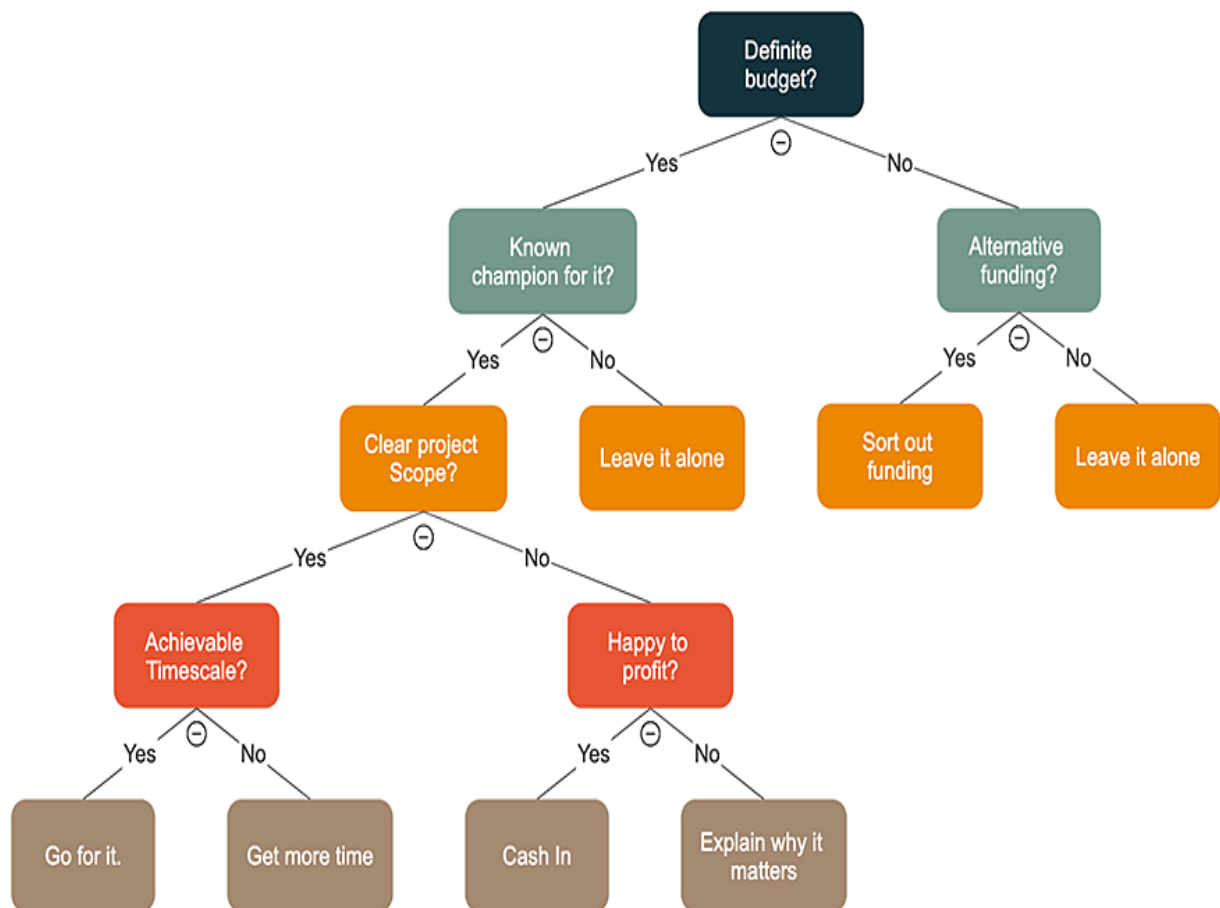 Definite
budget?
Yes
No
Known
champion for it?
Alternative
funding?
Yes
No
Yes
No
Clear project
Scope?
Leave it alone
Sort out
funding
Leave it alone
Yes
No
Achievable
Timescale?
Happy to
profit?
Yes
No
Yes
No
Go for it.
Get more time
Cash In
Explain why it
matters